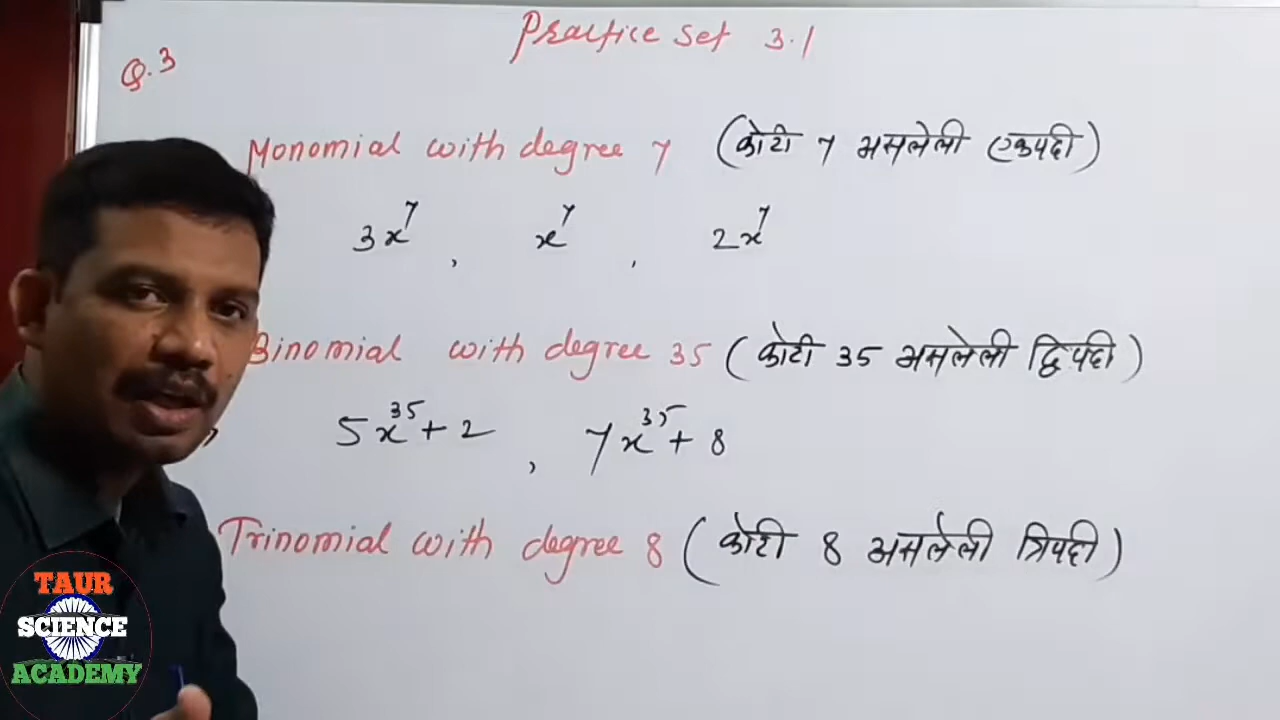 Practice set 3.1
Q.3
Monomial with degree 7 (कोटी 7 असलेली एकपदी)
3x⁷, x⁷, 2x⁷
Binomial with degree 35 (कोटी 35 असलेली द्विपदी)
5x³⁵+2, 7x³⁵+8
Trinomial with degree 8 (कोटी 8 असलेली त्रिपदी)
TAUR
SCIENCE
ACADEMY